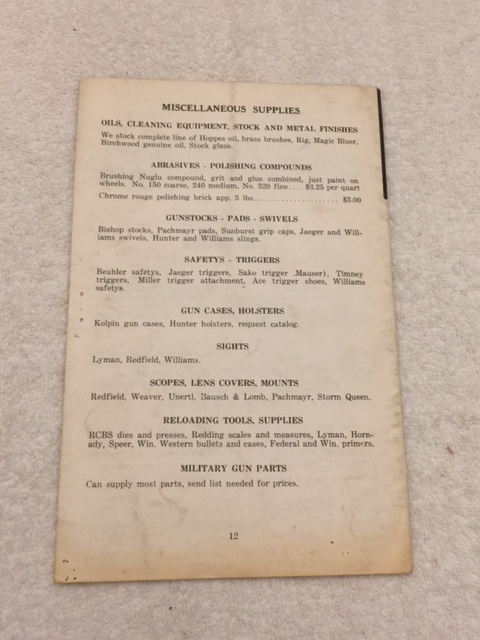 MISCELLANEOUS SUPPLIES
OILS, CLEANING EQUIPMENT, STOCK AND METAL FINISHES
We stock complete line of Hoppes oil, brass brushes, Rig, Magic Bluer,
Birchwood genuine oil, Stock glaze.
ABRASIVES - POLISHING COMPOUNDS
Brushing Nuglu compound, grit and glue combined, just paint on
wheels. No. 150 coarse, 240 medium, No. 320 fine.... $3.25 per quart
Chrome rouge polishing brick app. 3 lbs. ..................... $3.00
GUNSTOCKS - PADS - SWIVELS
Bishop stocks, Pachmayr pads, Sunburst grip caps, Jaeger and Will-
iams swivels, Hunter and Williams slings.
SAFETYS - TRIGGERS
Beuhler safetys, Jaeger triggers, Sako trigger Mauser), Timney
triggers, Miller trigger attachment, Ace trigger shoes, Williams
safetys.
GUN CASES, HOLSTERS
Kolpin gun cases, Hunter holsters, request catalog.
SIGHTS
Lyman, Redfield, Williams.
SCOPES, LENS COVERS, MOUNTS
Redfield, Weaver, Unertl, Bausch & Lomb, Pachmayr, Storm Queen.
RELOADING TOOLS, SUPPLIES
RCBS dies and presses, Redding scales and measures, Lyman, Horn-
ady, Speer, Win. Western bullets and cases, Federal and Win. primers.
MILITARY GUN PARTS
Can supply most parts, send list needed for prices.
12